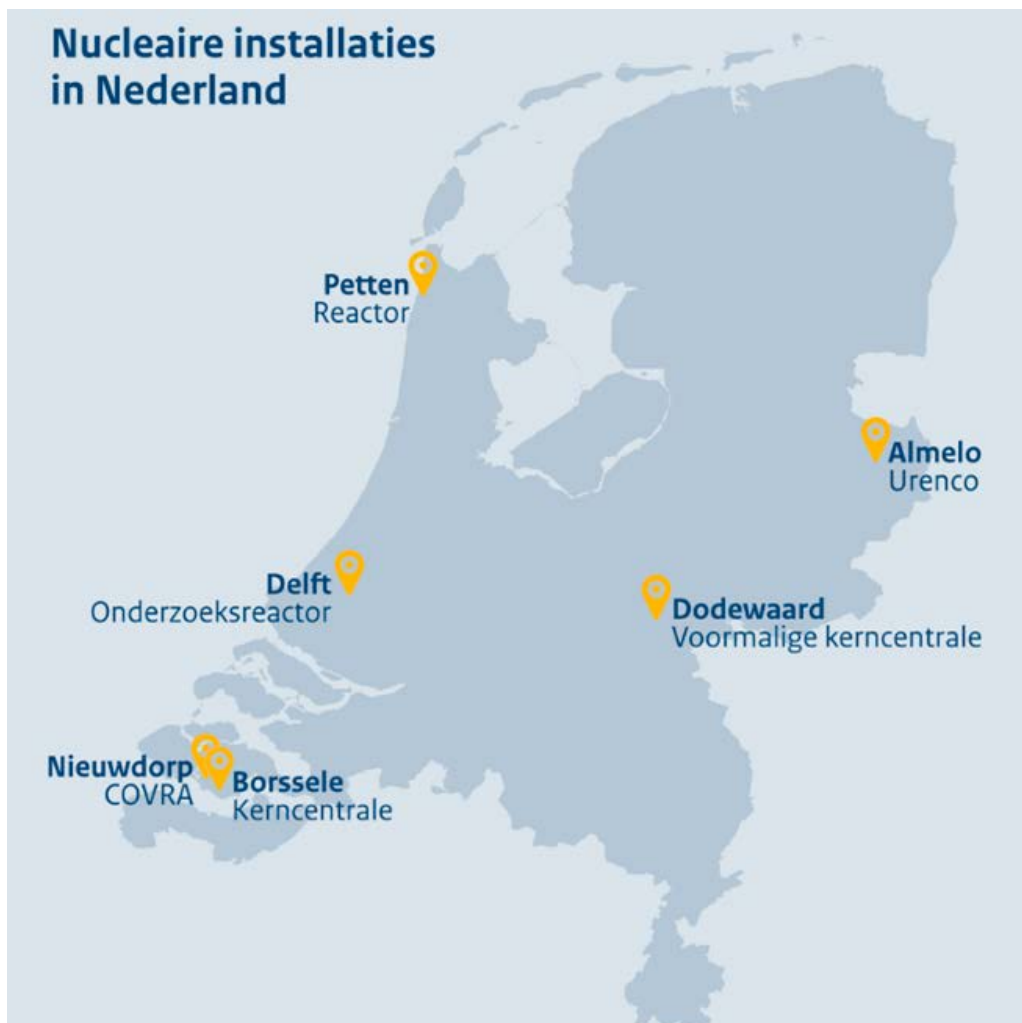 Nucleaire installaties
in Nederland
Petten
Reactor
Almelo
Urenco
Delft
Onderzoeksreactor
Dodewaard
Voormalige kerncentrale
Nieuwdorp
COVRA
Borssele
Kerncentrale